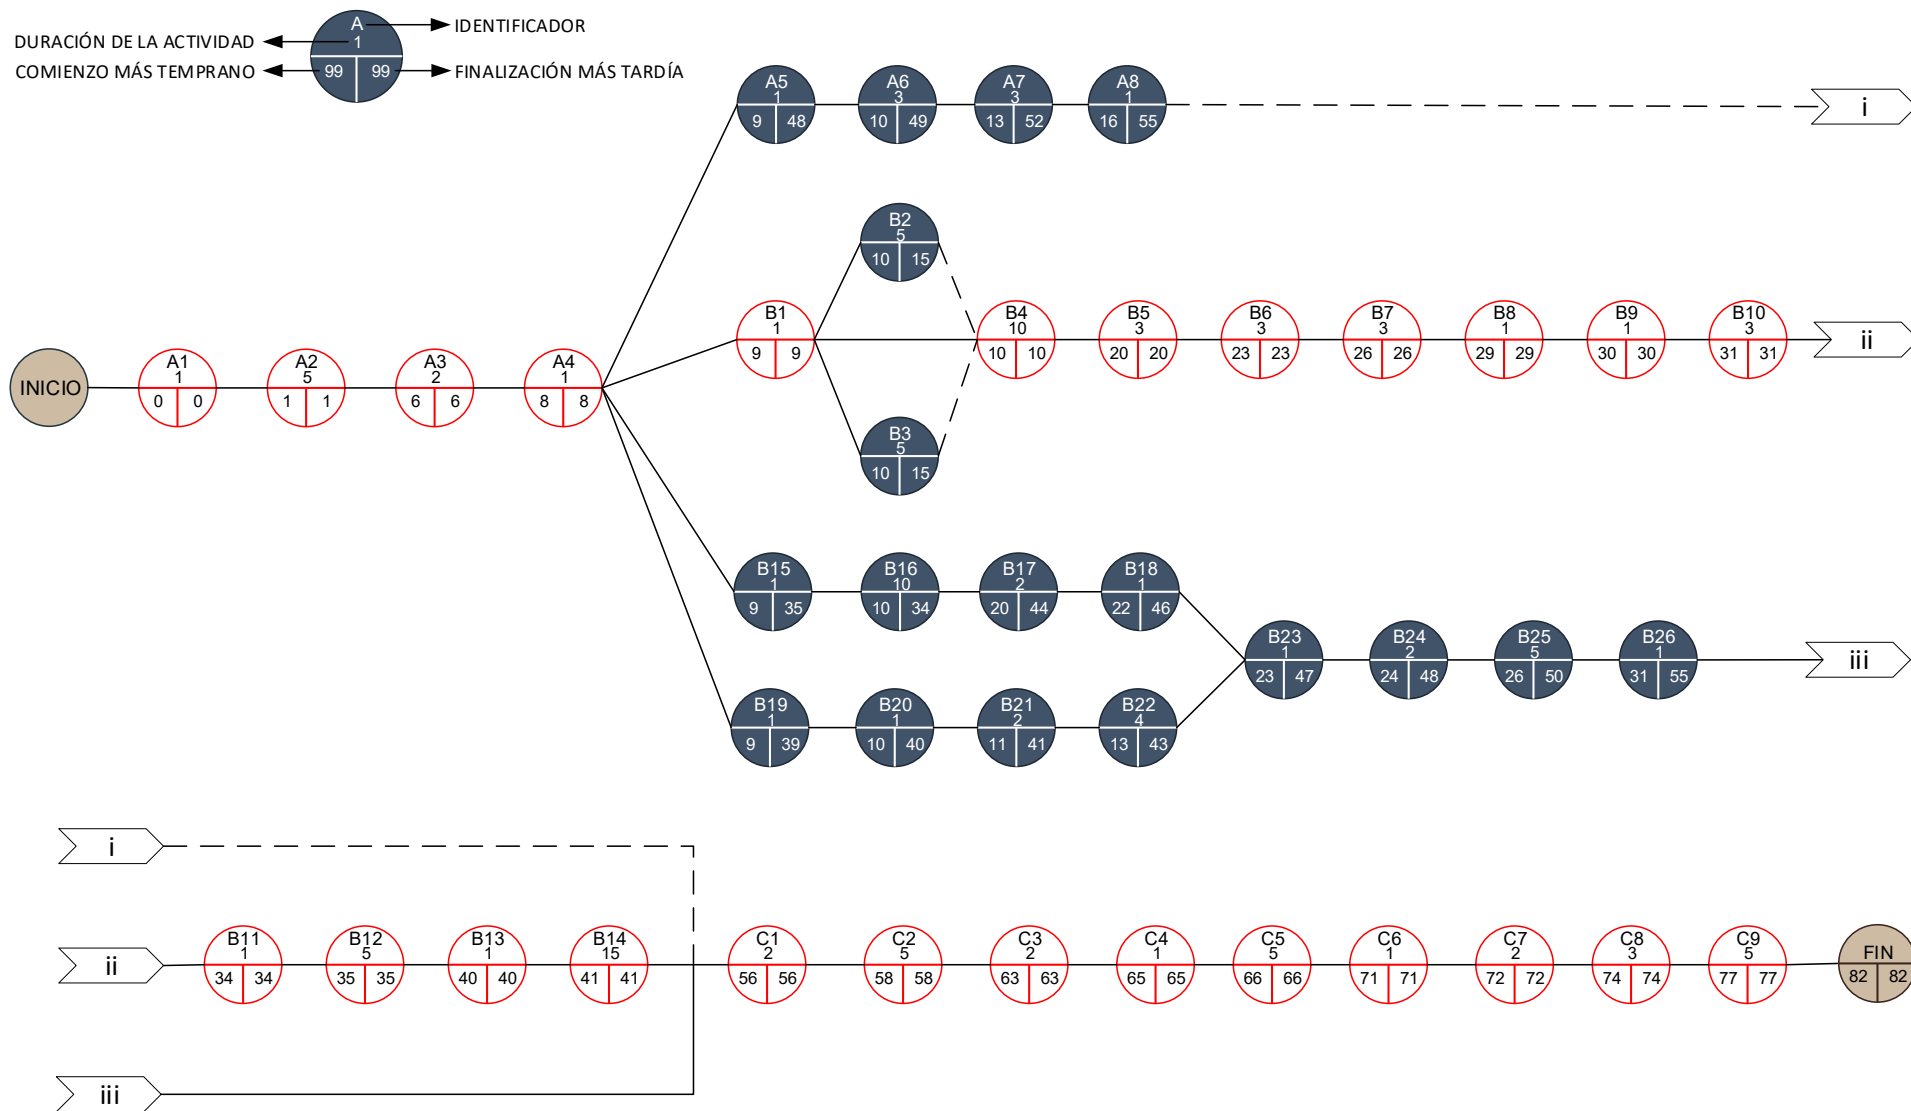 A
1
99 99
IDENTIFICADOR
DURACIÓN DE LA ACTIVIDAD
COMIENZO MÁS TEMPRANO
FINALIZACIÓN MÁS TARDÍA
A5
1
9 48
A6
3
10 49
A7
3
13 52
A8
1
16 55
i
B2
5
10 15
INICIO
A1
1
0 0
A2
5
1 1
A3
2
6 6
A4
1
8 8
B1
1
9 9
B4
10
10 10
B5
3
20 20
B6
3
23 23
B7
3
26 26
B8
1
29 29
B9
1
30 30
B10
3
31 31
ii
B3
5
10 15
B15
1
9 35
B16
10
10 34
B17
2
20 44
B18
1
22 46
B23
1
23 47
B24
2
24 48
B25
5
26 50
B26
1
31 55
iii
B19
1
9 39
B20
1
10 40
B21
2
11 41
B22
4
13 43
i
ii
B11
1
34 34
B12
5
35 35
B13
1
40 40
B14
15
41 41
C1
2
56 56
C2
5
58 58
C3
2
63 63
C4
1
65 65
C5
5
66 66
C6
1
71 71
C7
2
72 72
C8
3
74 74
C9
5
77 77
FIN
82 82
iii